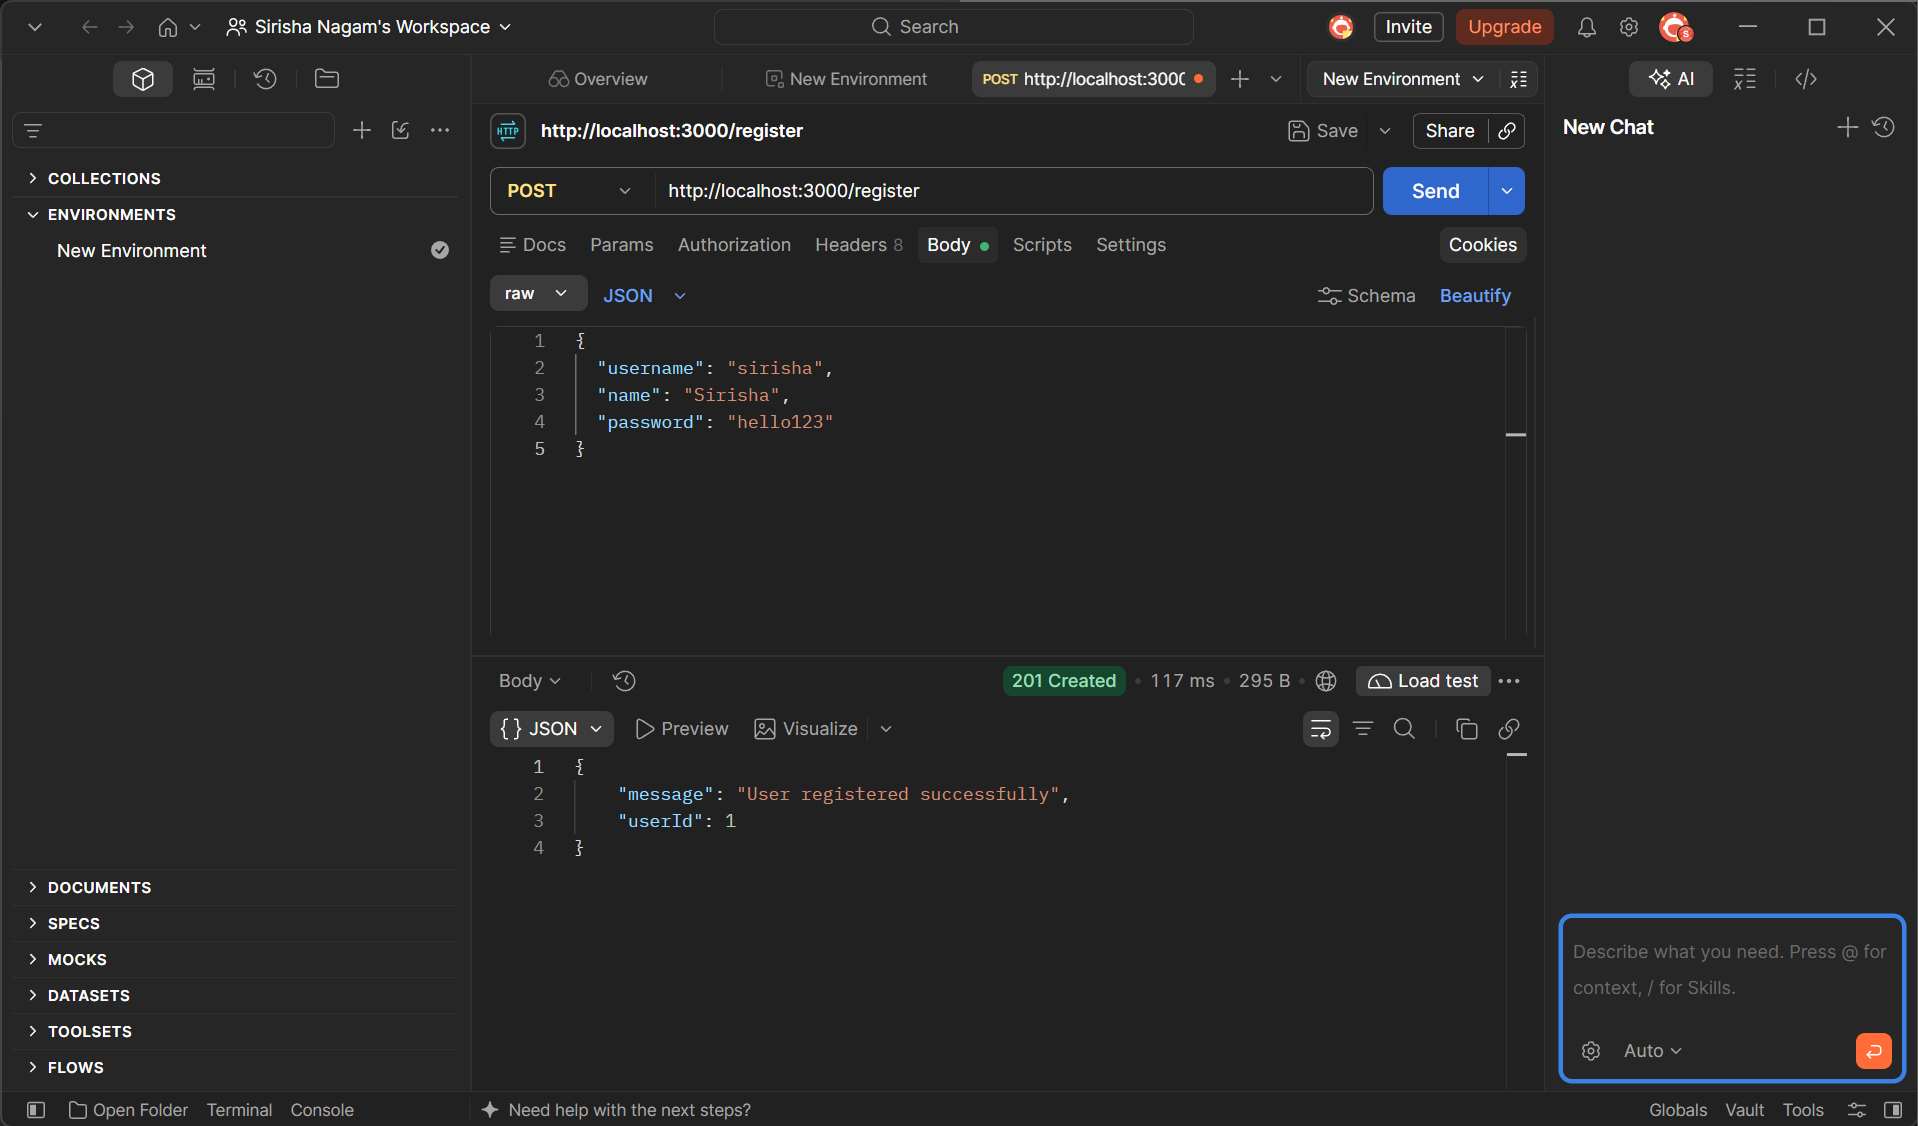 Sirisha Nagam's Workspace
Search
Invite
Upgrade
S
Overview
New Environment
POST http://localhost:3000
New Environment
AI
COLLECTIONS
ENVIRONMENTS
New Environment
HTTP
http://localhost:3000/register
Save
Share
New Chat
POST
http://localhost:3000/register
Send
Docs
Params
Authorization
Headers 8
Body
Scripts
Settings
Cookies
raw
JSON
Schema
Beautify
1 {
2 "username": "sirisha",
3 "name": "Sirisha",
4 "password": "hello123"
5 }
Body
201 Created
117 ms
295 B
Load test
{} JSON
Preview
Visualize
1 {
2 "message": "User registered successfully",
3 "userId": 1
4 }
DOCUMENTS
SPECS
MOCKS
DATASETS
TOOLSETS
FLOWS
Describe what you need. Press @ for
context, / for Skills.
Auto
Open Folder
Terminal
Console
Need help with the next steps?
Globals
Vault
Tools